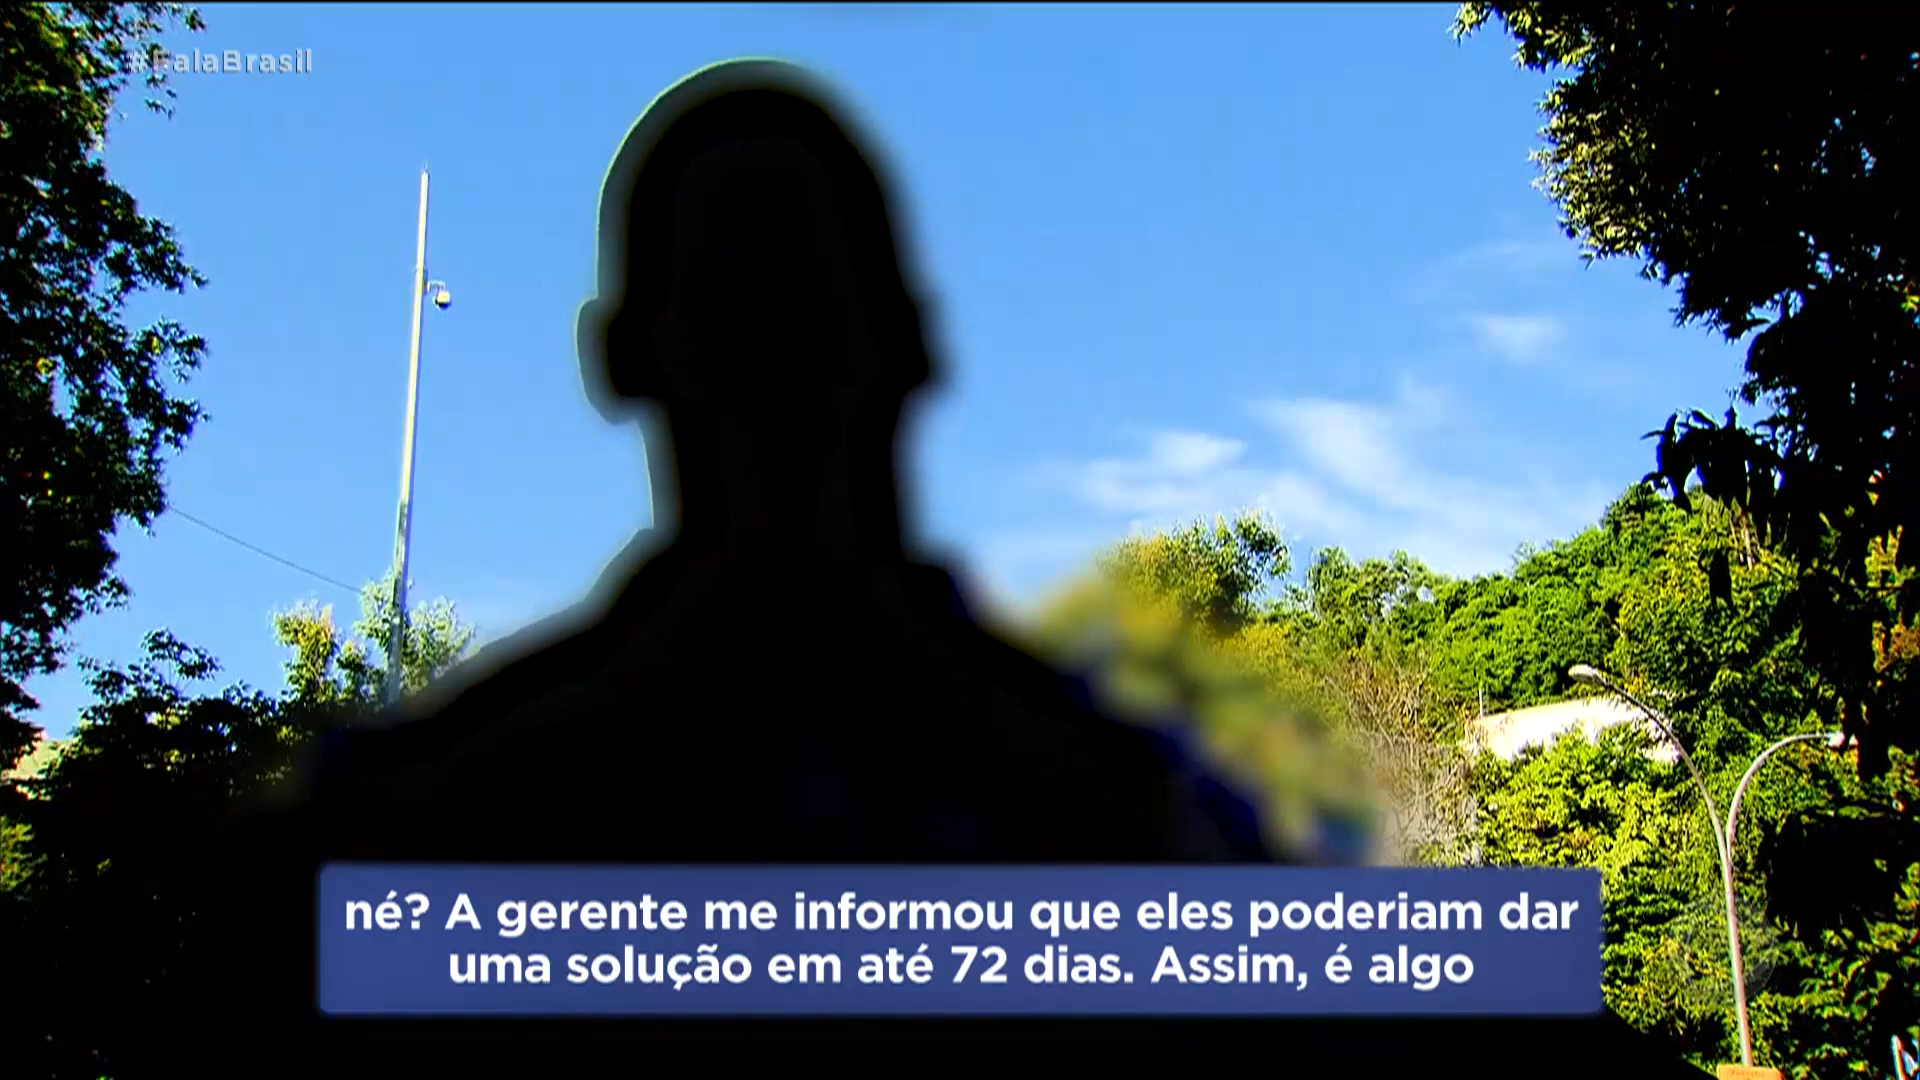 #FalaBrasil
né? A gerente me informou que eles poderiam dar
uma solução em até 72 dias. Assim, é algo